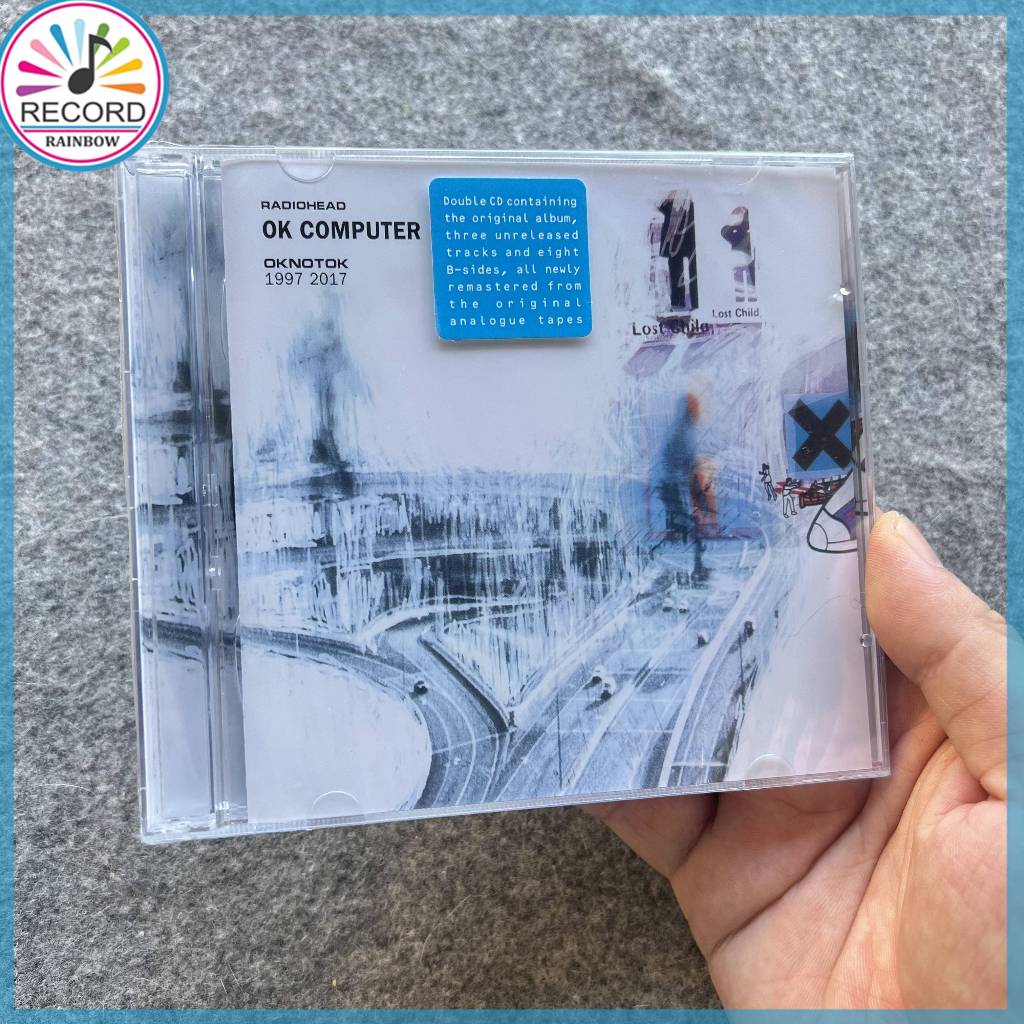 RECORD
RAINBOW
RADIOHEAD
OK COMPUTER
OKNOTOK
1997 2017
Double CD containing
the original album,
three unreleased
tracks and eight
B-sides, all newly
remastered from
the original
analogue tapes
Lost Child
Lost Child